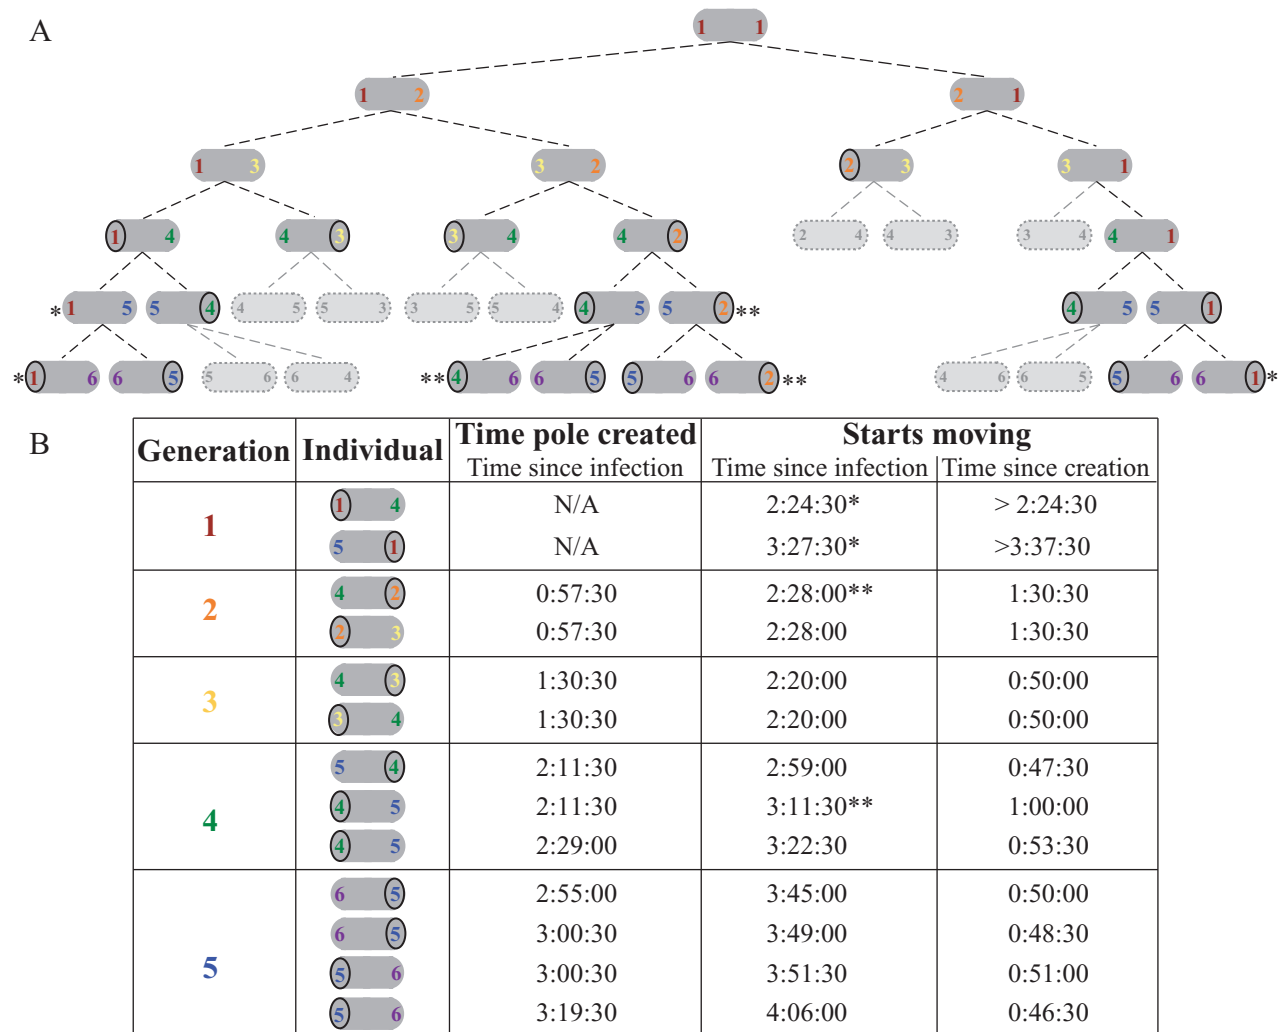 A
1 1
1 2 2 1
1 3 3 2 2 3 3 1
1 4 4 3 3 4 4 2 2 4 4 3 3 4 4 1
* 1 5 5 4 4 5 5 3 3 5 5 4 4 5 5 2 ** 4 5 5 1
* 1 6 6 5 5 6 6 4 ** 4 6 6 5 5 6 6 2 ** 4 6 6 5 5 6 6 1 *
B
Generation Individual Time pole created Starts moving
Time since infection Time since infection Time since creation
1
1 4 N/A 2:24:30* > 2:24:30
5 1 N/A 3:27:30* >3:37:30
2
4 2 0:57:30 2:28:00** 1:30:30
2 3 0:57:30 2:28:00 1:30:30
3
4 3 1:30:30 2:20:00 0:50:00
3 4 1:30:30 2:20:00 0:50:00
4
5 4 2:11:30 2:59:00 0:47:30
4 5 2:11:30 3:11:30** 1:00:00
4 5 2:29:00 3:22:30 0:53:30
5
6 5 2:55:00 3:45:00 0:50:00
6 5 3:00:30 3:49:00 0:48:30
5 6 3:00:30 3:51:30 0:51:00
5 6 3:19:30 4:06:00 0:46:30